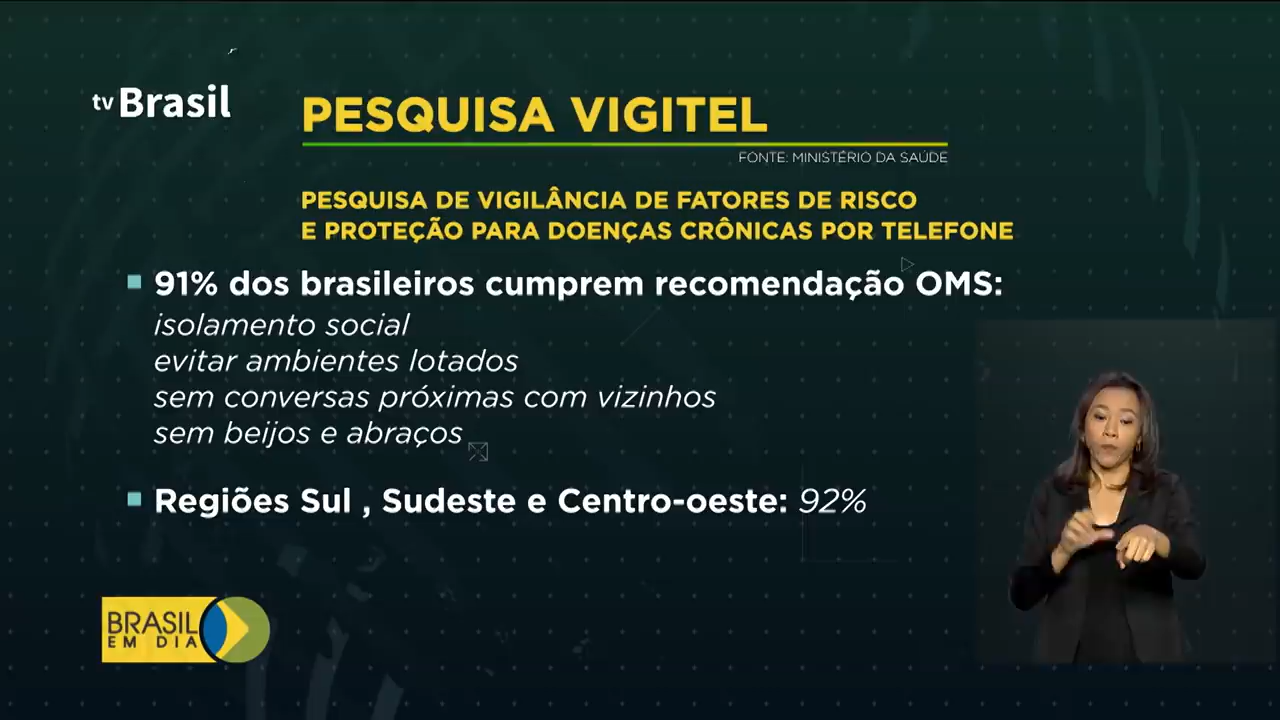 tv Brasil
PESQUISA VIGITEL
FONTE: MINISTÉRIO DA SAÚDE
PESQUISA DE VIGILÂNCIA DE FATORES DE RISCO
E PROTEÇÃO PARA DOENÇAS CRÔNICAS POR TELEFONE
91% dos brasileiros cumprem recomendação OMS:
isolamento social
evitar ambientes lotados
sem conversas próximas com vizinhos
sem beijos e abraços
Regiões Sul , Sudeste e Centro-oeste: 92%
BRASIL
EM DIA